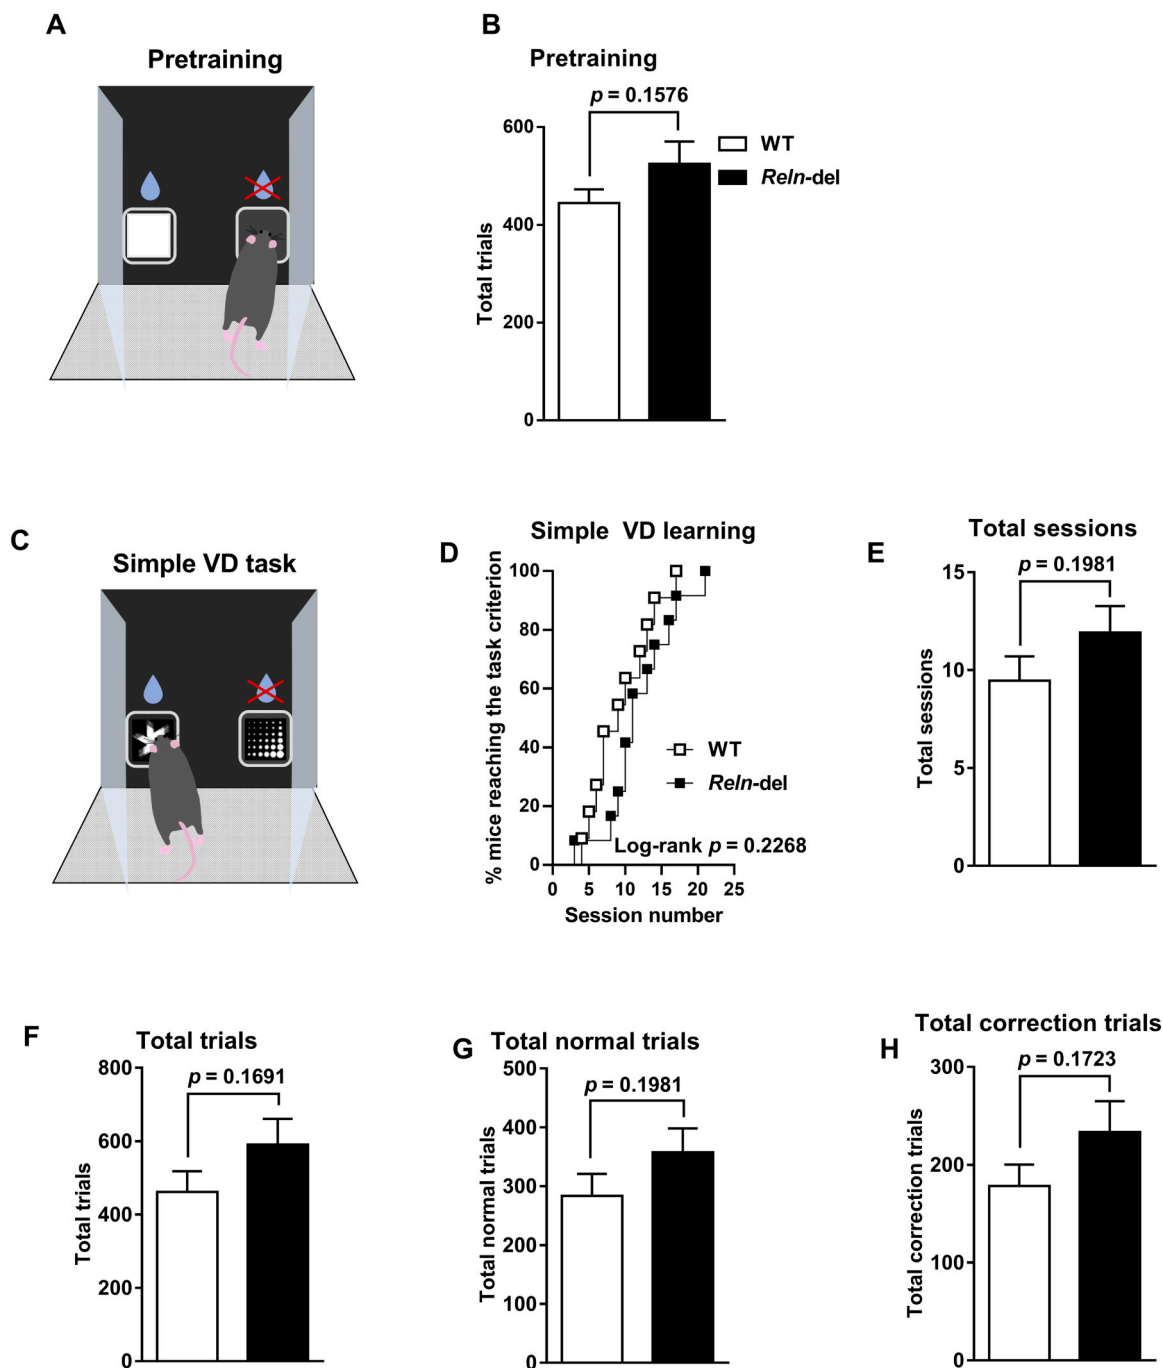 A
Pretraining
B
Pretraining
p = 0.1576
600
400
200
0
Total trials
WT
Reln-del
C
Simple VD task
D
Simple  VD learning
100
80
60
40
20
0
% mice reaching the task criterion
WT
Reln-del
Log-rank p = 0.2268
0 5 10 15 20 25
Session number
E
Total sessions
p = 0.1981
15
10
5
0
Total sessions
F
Total trials
p = 0.1691
800
600
400
200
0
Total trials
G
Total normal trials
p = 0.1981
500
400
300
200
100
0
Total normal trials
H
Total correction trials
p = 0.1723
300
200
100
0
Total correction trials